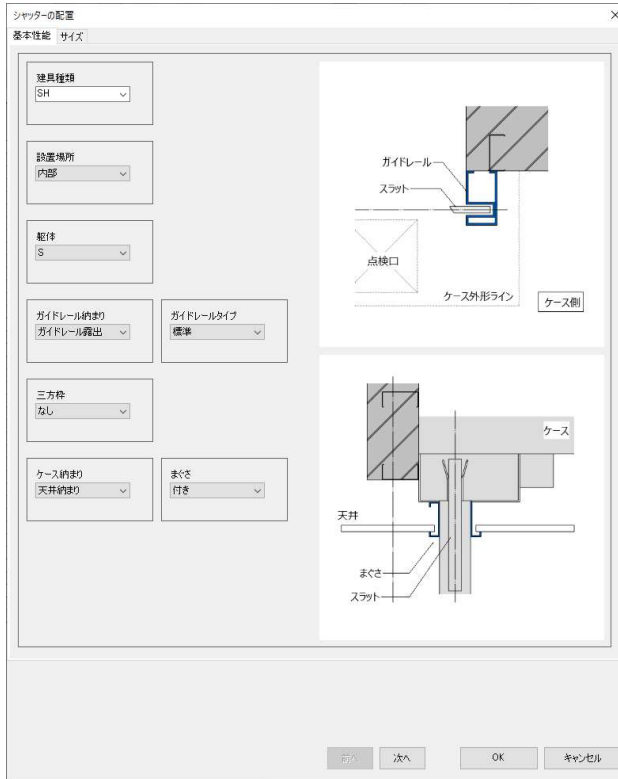 シャッターの配置
基本性能 サイズ
建具種類
SH
設置場所
内部
躯体
S
ガイドレール納まり ガイドレールタイプ
ガイドレール露出 標準
三方枠
なし
ケース納まり まぐさ
天井納まり 付き
ガイドレール
スラット
点検口
ケース外形ライン
ケース側
ケース
天井
まぐさ
スラット
前へ 次へ OK キャンセル